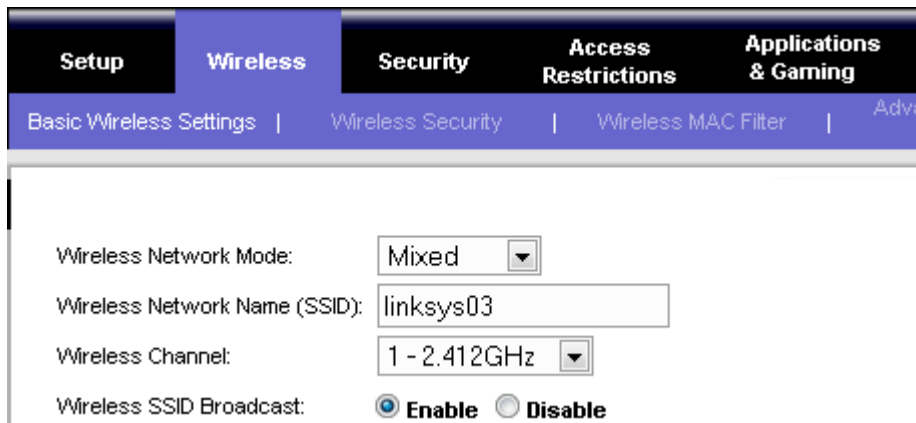 Setup Wireless Security Access Restrictions Applications & Gaming
Basic Wireless Settings | Wireless Security | Wireless MAC Filter |
Wireless Network Mode: Mixed
Wireless Network Name (SSID): linksys03
Wireless Channel: 1 - 2.412GHz
Wireless SSID Broadcast: Enable Disable